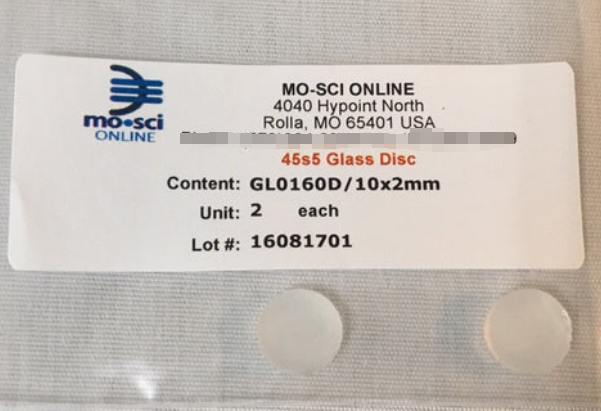 mo•sci
ONLINE
MO-SCI ONLINE
4040 Hypoint North
Rolla, MO 65401 USA
45s5 Glass Disc
Content: GL0160D/10x2mm
Unit: 2 each
Lot #: 16081701